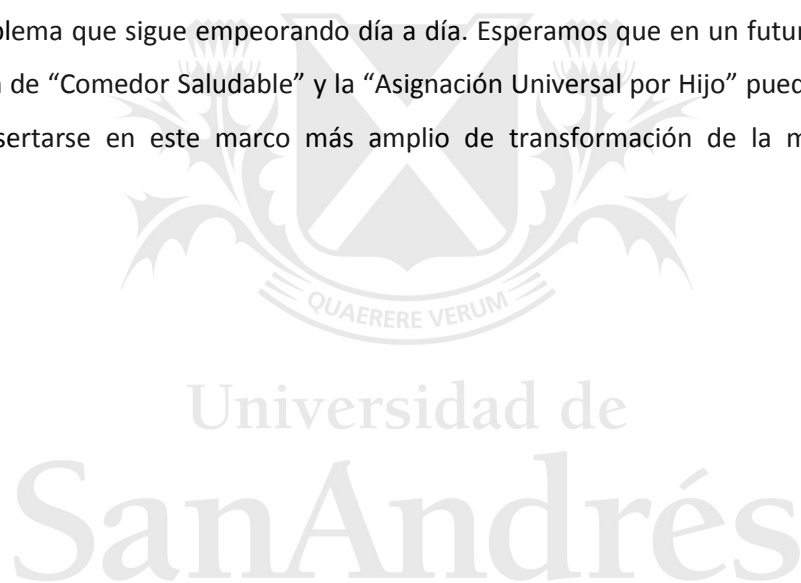 blema que sigue empeorando día a día. Esperamos que en un futur
de “Comedor Saludable” y la “Asignación Universal por Hijo” pued
sertarse en este marco más amplio de transformación de la m
QUAERERE VERUM
Universidad de
SanAndrés